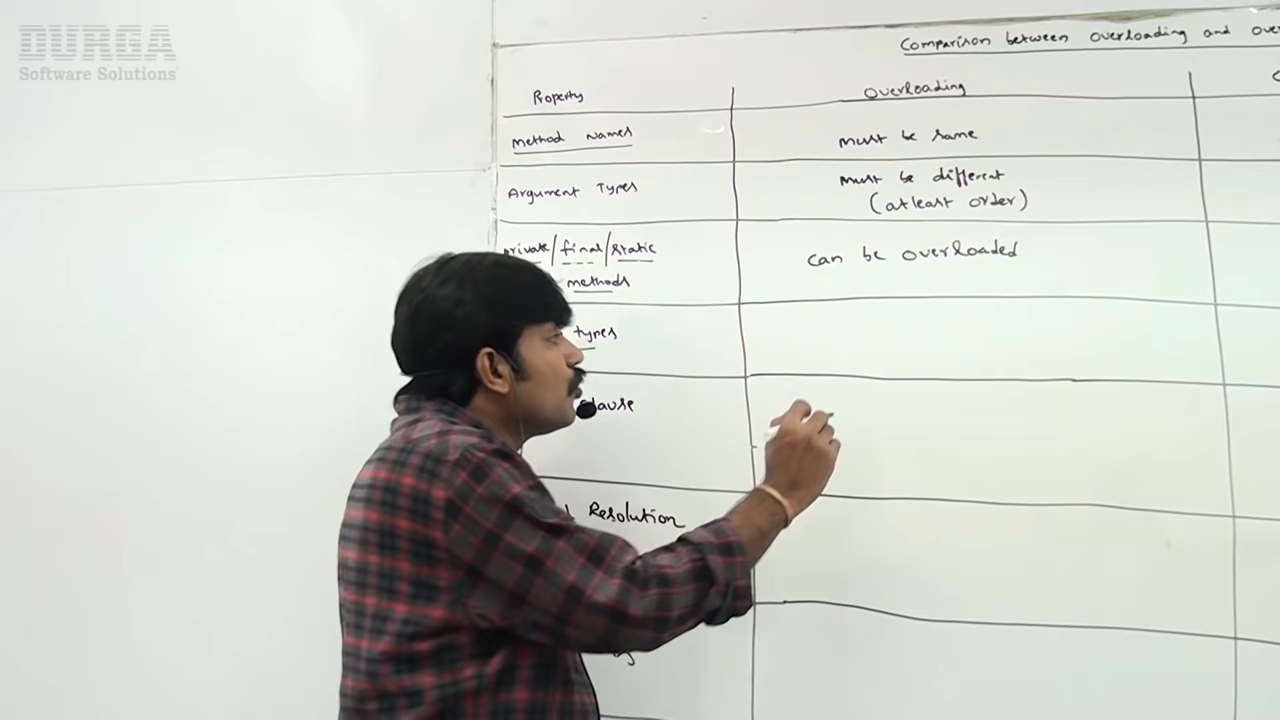 DURGA
Software Solutions
Comparison between overloading and
Property
overloading
Method Names
must be same
Argument Types
must be different
(atleast order)
private/final/static
methods
can be overloaded
types
clause
Resolution